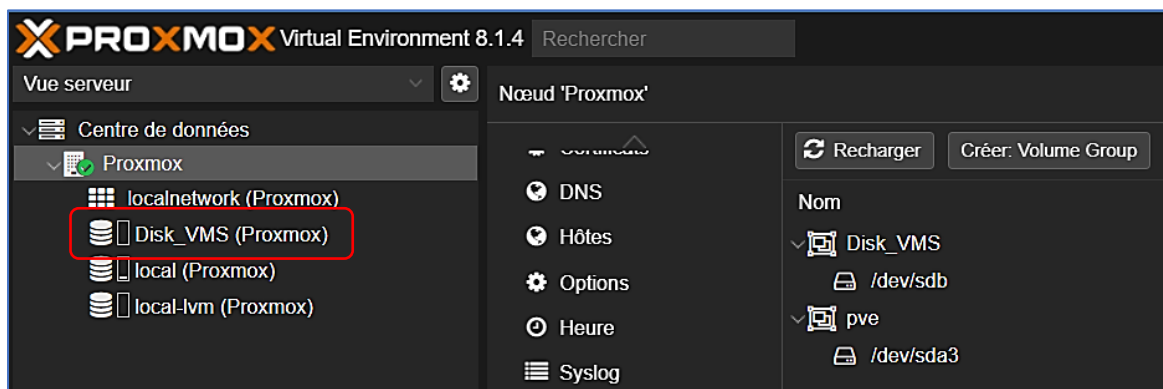 PROXMOX Virtual Environment 8.1.4 Rechercher
Vue serveur
Centre de données
Proxmox
localnetwork (Proxmox)
Disk_VMS (Proxmox)
local (Proxmox)
local-lvm (Proxmox)
Nœud 'Proxmox'
DNS
Hôtes
Options
Heure
Syslog
Recharger Créer: Volume Group
Nom
Disk_VMS
/dev/sdb
pve
/dev/sda3